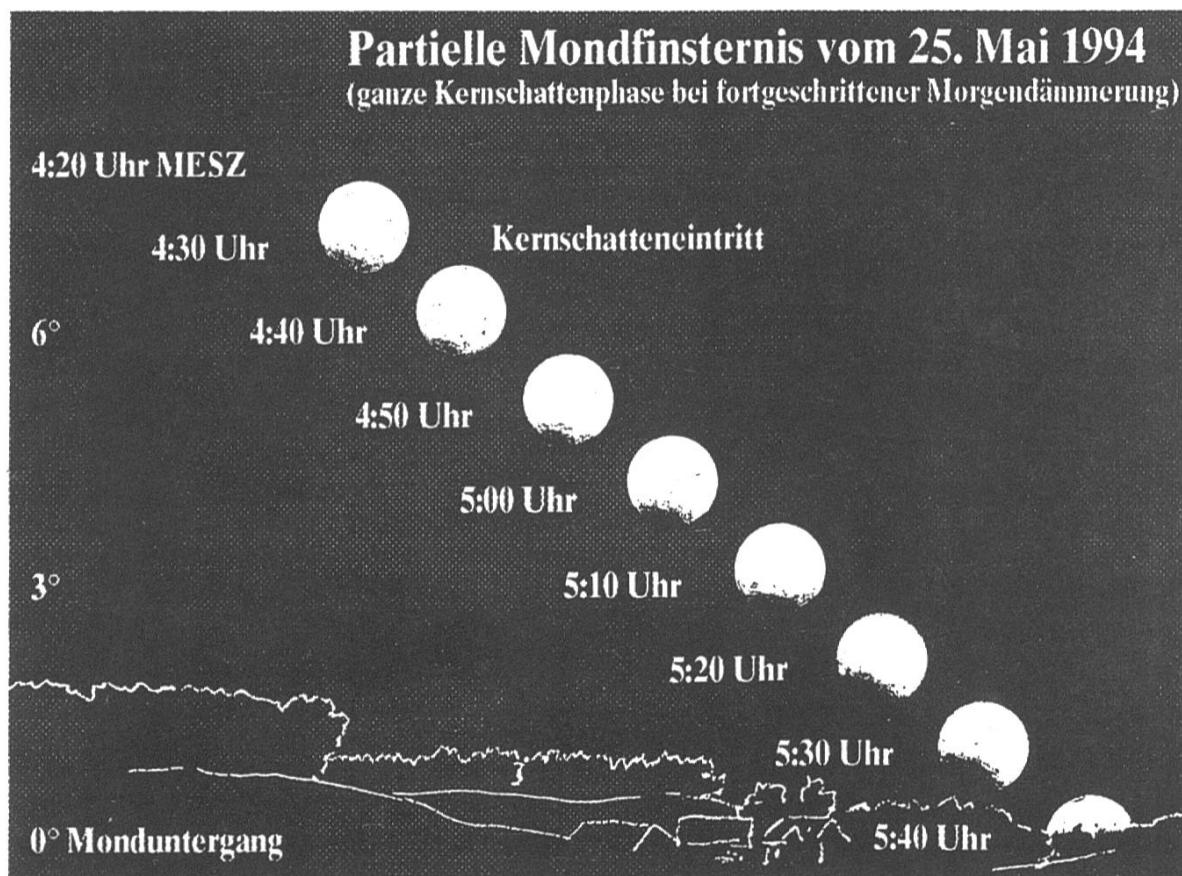 Partielle Mondfinsternis vom 25. Mai 1994
(ganze Kernschattenphase bei fortgeschrittener Morgendämmerung)
4:20 Uhr MESZ
4:30 Uhr
Kernschatteneintritt
6°
4:40 Uhr
4:50 Uhr
5:00 Uhr
3°
5:10 Uhr
5:20 Uhr
5:30 Uhr
0° Monduntergang
5:40 Uhr